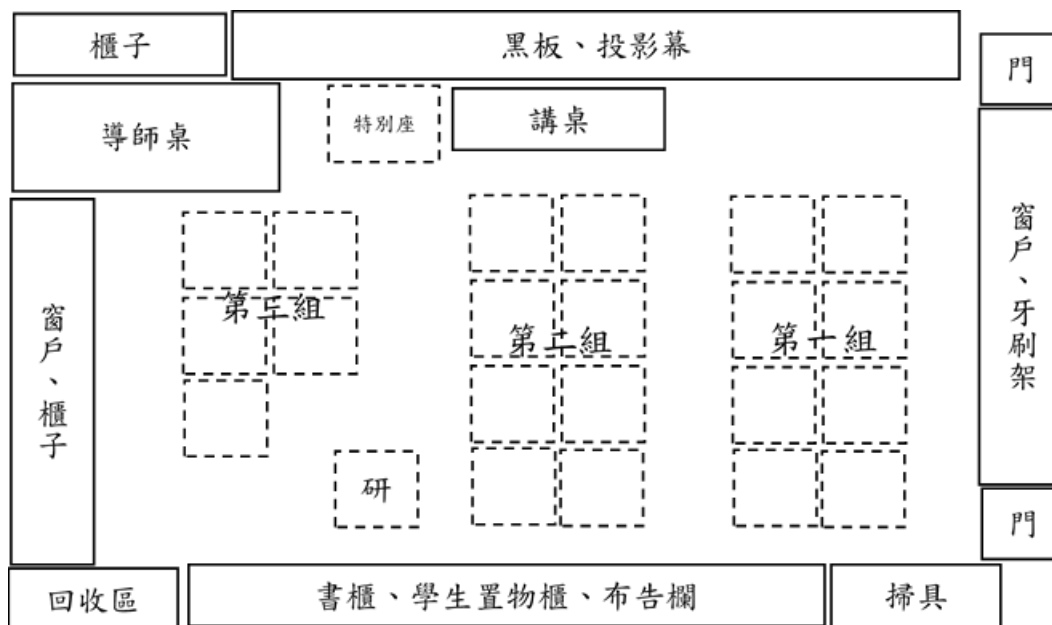 櫃子
黑板、投影幕
門
導師桌
特別座
講桌
窗戶、牙刷架
第三組
第二組
第一組
窗戶、櫃子
研
門
回收區
書櫃、學生置物櫃、布告欄
掃具